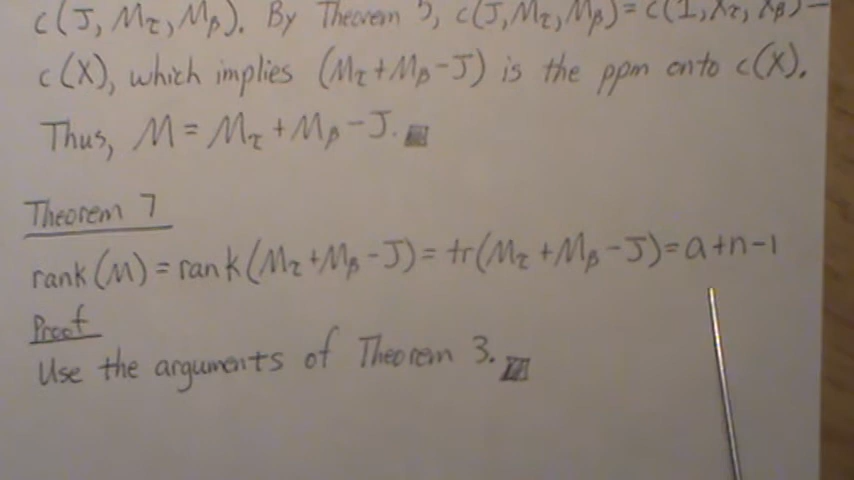 c(J, Mτ, Mβ). By Theorem 5, c(J, Mτ, Mβ) = c(1, Xτ, Xβ) =
c(X), which implies (Mτ + Mβ - J) is the ppm onto c(X).
Thus, M = Mτ + Mβ - J.
Theorem 7
rank(M) = rank(Mτ + Mβ - J) = tr(Mτ + Mβ - J) = a+n-1
Proof
Use the arguments of Theorem 3.